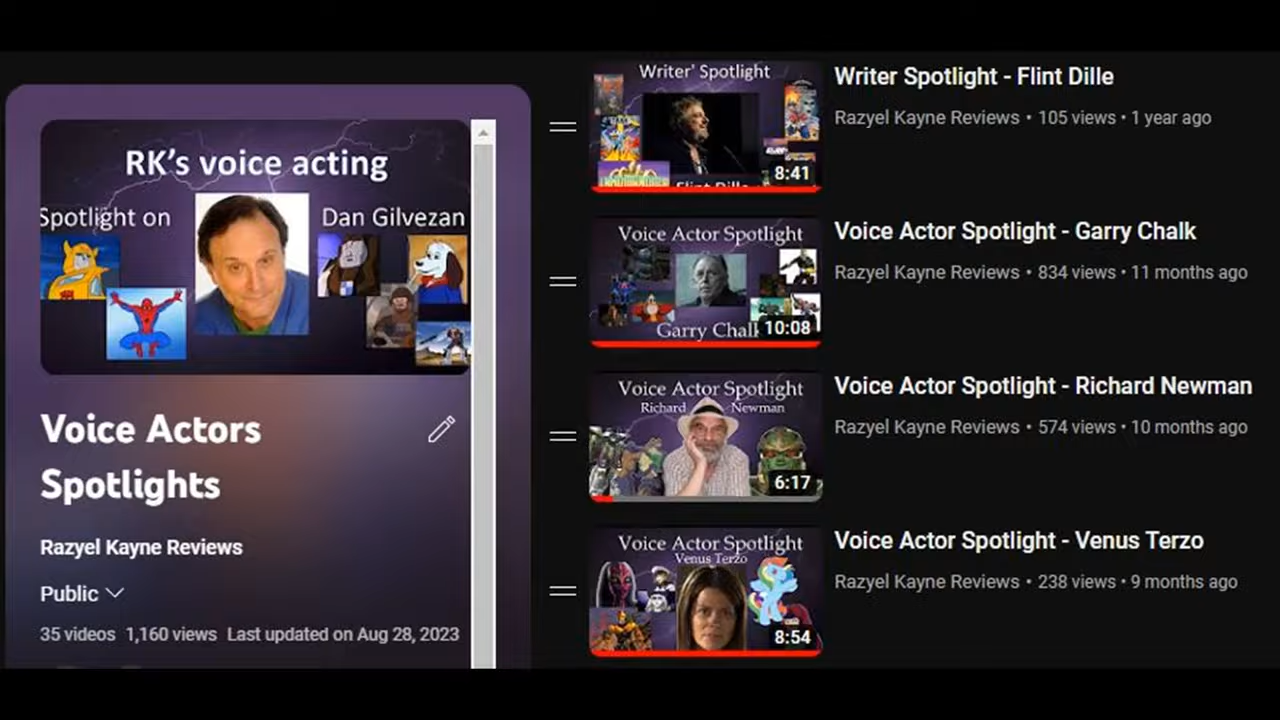 RK's voice acting
Spotlight on
Dan Gilvezan
Voice Actors
Spotlights
Razyel Kayne Reviews
Public
35 videos 1,160 views Last updated on Aug 28, 2023
Writer' Spotlight
Flint Dille
8:41
Writer Spotlight - Flint Dille
Razyel Kayne Reviews • 105 views • 1 year ago
Voice Actor Spotlight
Garry Chalk
10:08
Voice Actor Spotlight - Garry Chalk
Razyel Kayne Reviews • 834 views • 11 months ago
Voice Actor Spotlight
Richard Newman
6:17
Voice Actor Spotlight - Richard Newman
Razyel Kayne Reviews • 574 views • 10 months ago
Voice Actor Spotlight
Venus Terzo
8:54
Voice Actor Spotlight - Venus Terzo
Razyel Kayne Reviews • 238 views • 9 months ago